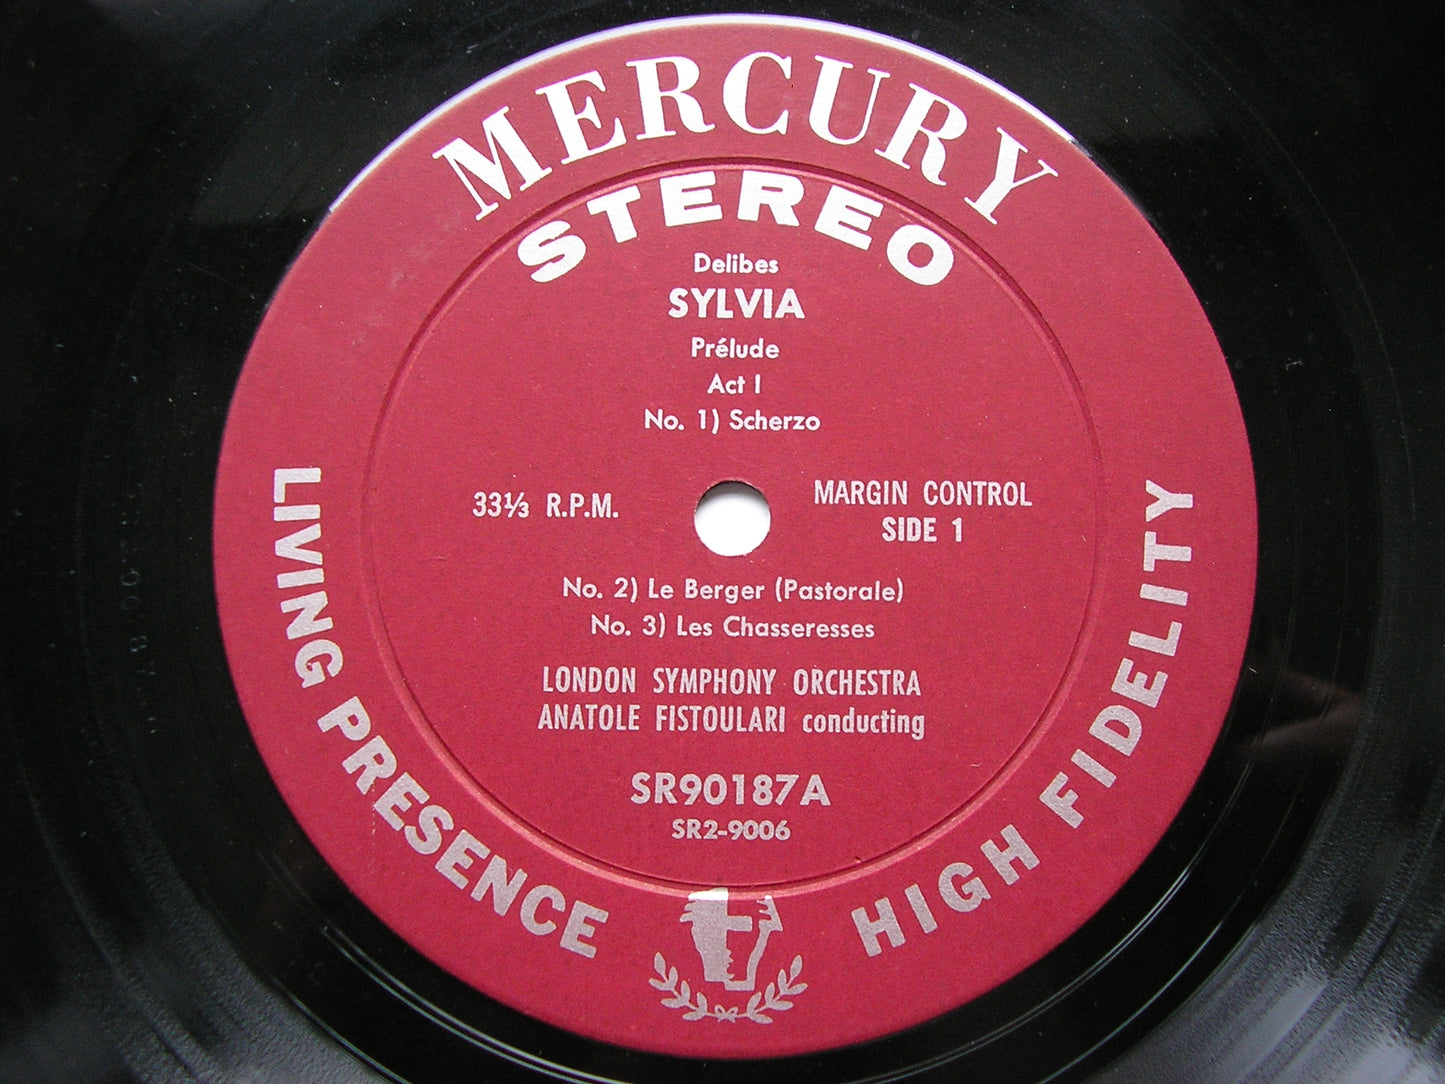 MERCURY
STEREO
Delibes
SYLVIA
Prélude
Act I
No. 1) Scherzo
33⅓ R.P.M.
MARGIN CONTROL
SIDE 1
No. 2) Le Berger (Pastorale)
No. 3) Les Chasseresses
LONDON SYMPHONY ORCHESTRA
ANATOLE FISTOULARI conducting
SR90187A
SR2-9006
LIVING PRESENCE
HIGH FIDELITY